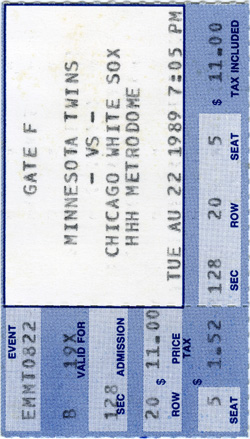 GATE F
MINNESOTA TWINS
- VS -
CHICAGO WHITE SOX
HHH METRODOME
TUE AU 22 1989 7:05 PM
128 20 5 $ 11.00
SEC ROW SEAT TAX INCLUDED
EVENT VALID FOR ADMISSION PRICE TAX
EMMT0822
B 19X
128 $ 11.00 $ 1.52
SEC
20 5
ROW SEAT